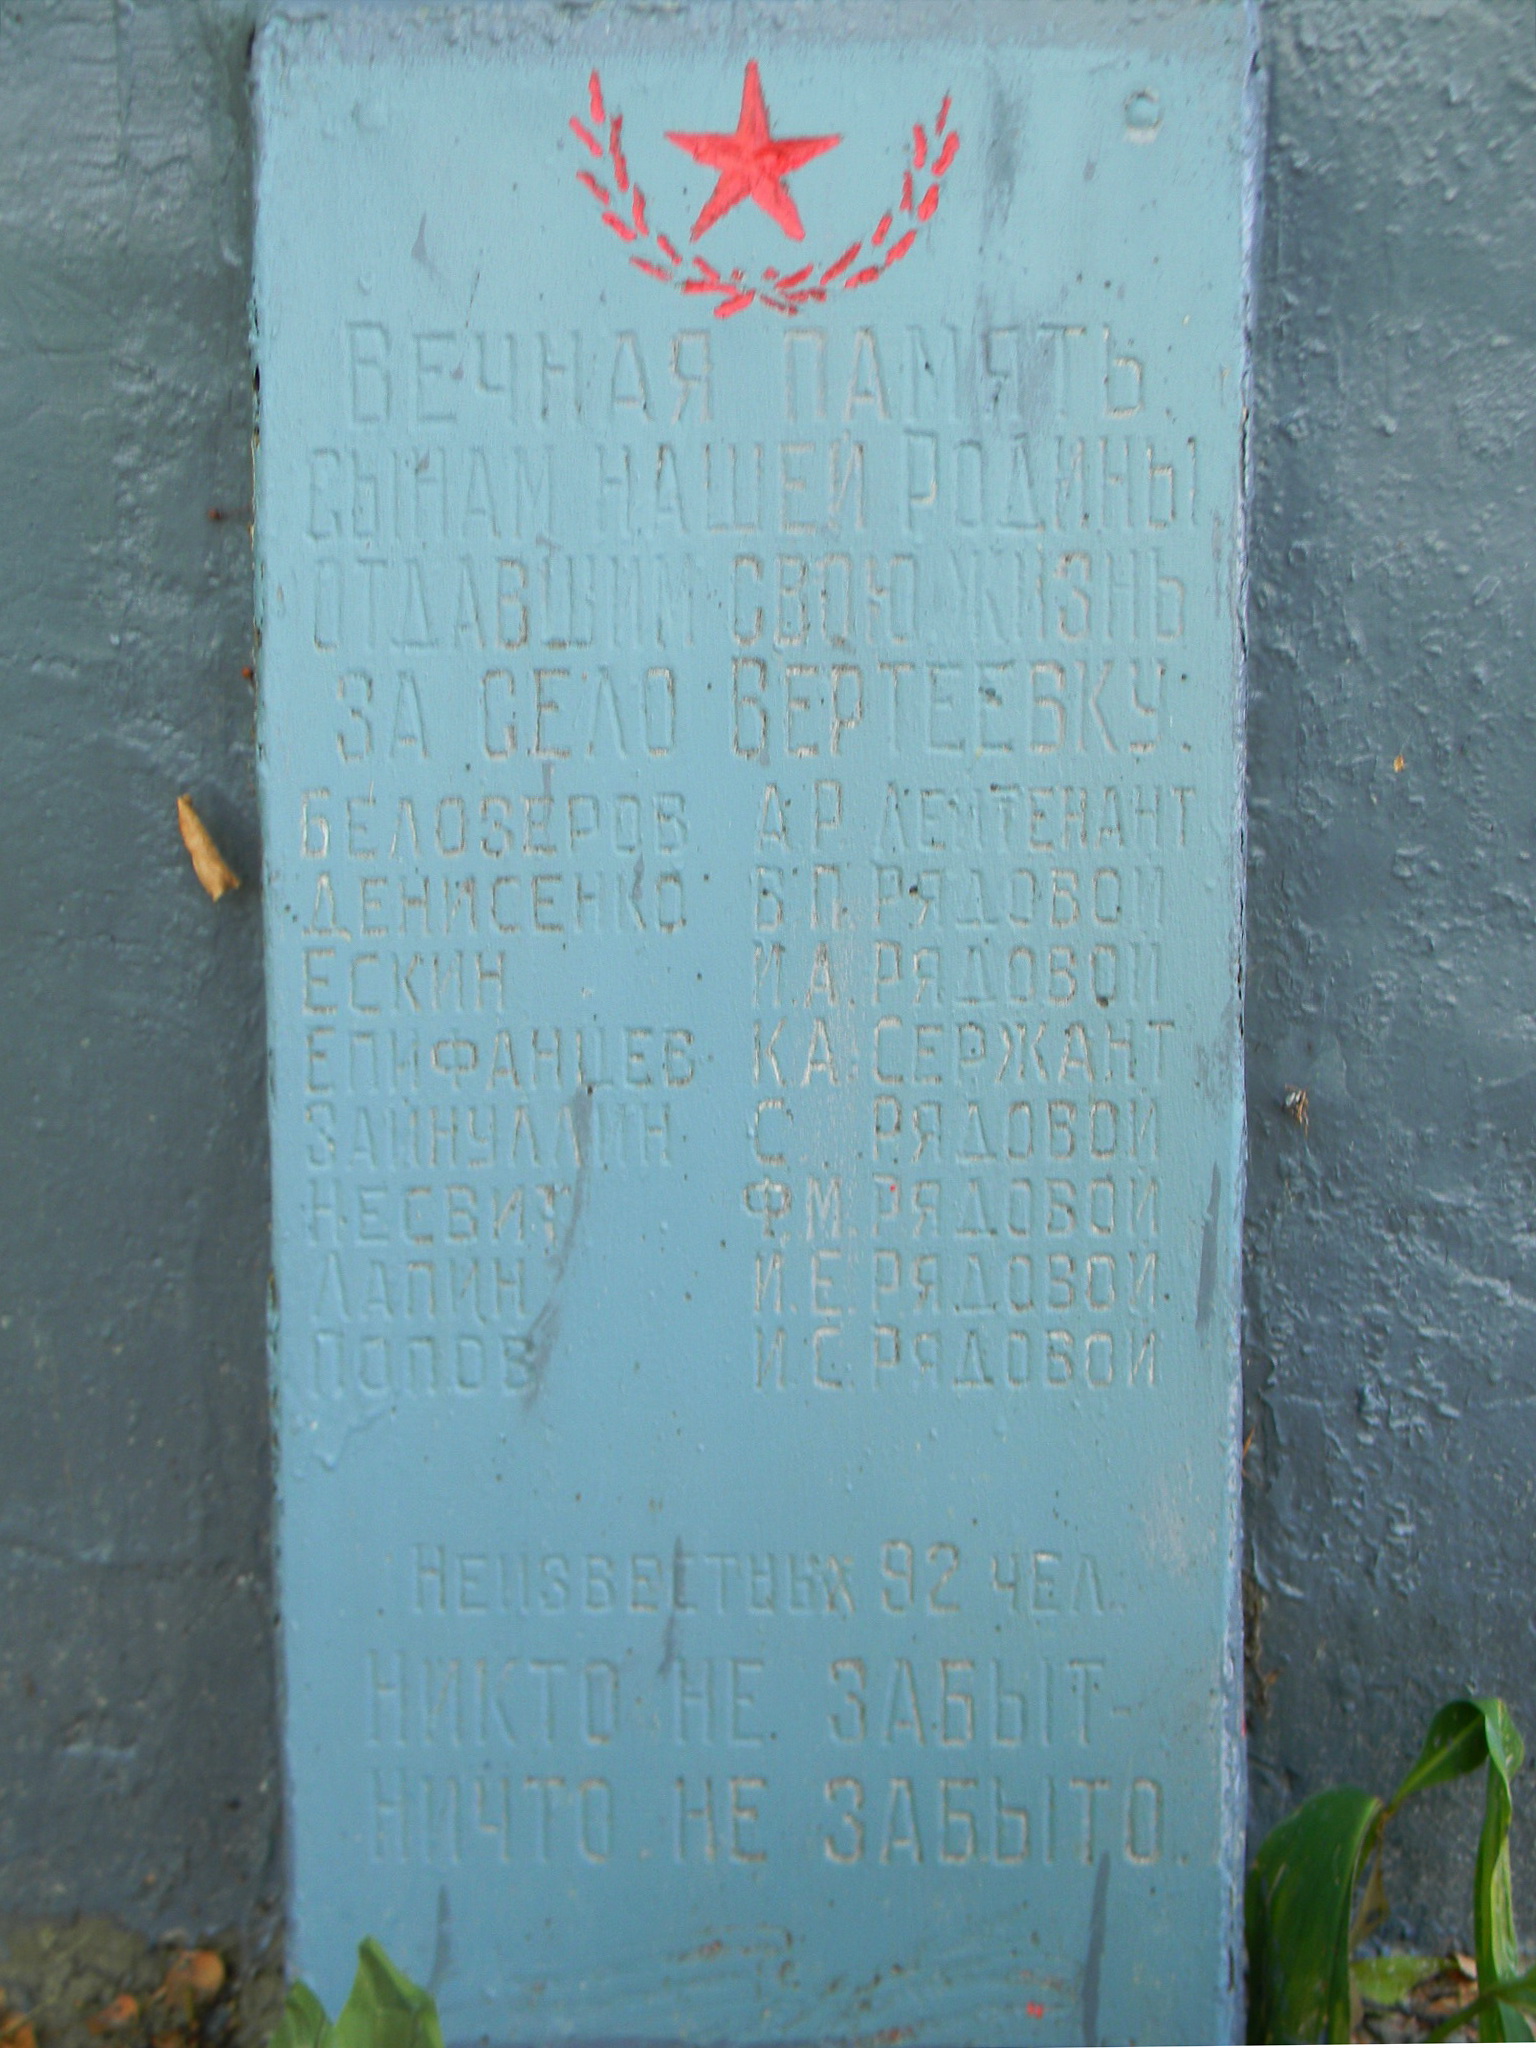 ВЕЧНАЯ ПАМЯТЬ
СЫНАМ НАШЕЙ РОДИНЫ
ОТДАВШИМ СВОЮ ЖИЗНЬ
ЗА СЕЛО ВЕРТЕЕВКУ.
БЕЛОЗЕРОВ А.Р. ЛЕЙТЕНАНТ
ДЕНИСЕНКО В.П. РЯДОВОЙ
ЕСКИН И.А. РЯДОВОЙ
ЕПИФАНЦЕВ К.А. СЕРЖАНТ
ЗАЙНУЛЛИН С. РЯДОВОЙ
НЕСВИТ Ф.М. РЯДОВОЙ
ЛАПИН И.Е. РЯДОВОЙ
ПОПОВ И.С. РЯДОВОЙ
НЕИЗВЕСТНЫХ 92 ЧЕЛ.
НИКТО НЕ ЗАБЫТ-
НИЧТО НЕ ЗАБЫТО.